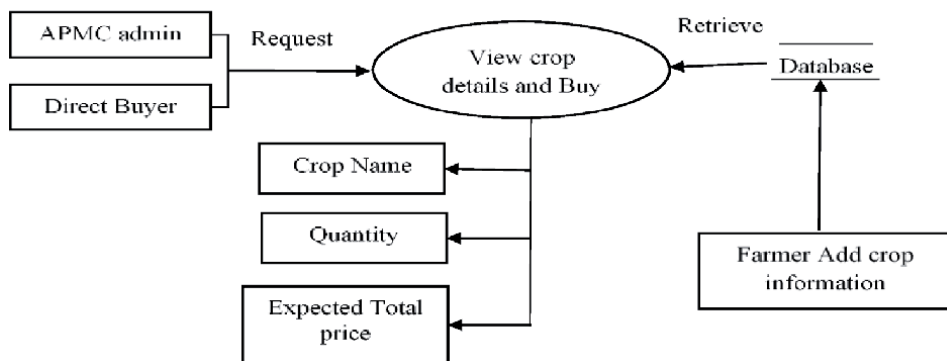 APMC admin
Request
Retrieve
View crop
details and Buy
Database
Direct Buyer
Crop Name
Quantity
Farmer Add crop
information
Expected Total
price